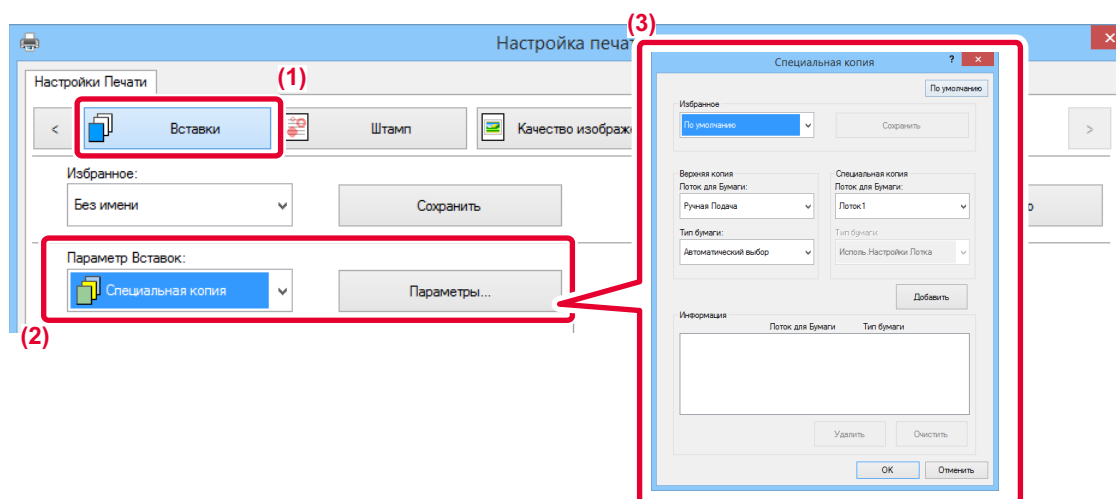 (3)
Настройка печат
Настройки Печати
(1)
< Вставки Штамп Качество изображ >
Избранное:
Без имени Сохранить
Параметр Вставок:
Специальная копия Параметры...
(2)
Специальная копия ? ×
По умолчанию
Избранное
По умолчанию Сохранить
Верхняя копия Специальная копия
Поток для Бумаги: Поток для Бумаги:
Ручная Подача Лоток1
Тип бумаги: Тип бумаги:
Автоматический выбор Исполь.Настройки Лотка
Добавить
Информация
Поток для Бумаги Тип бумаги
Удалить Очистить
OK Отменить